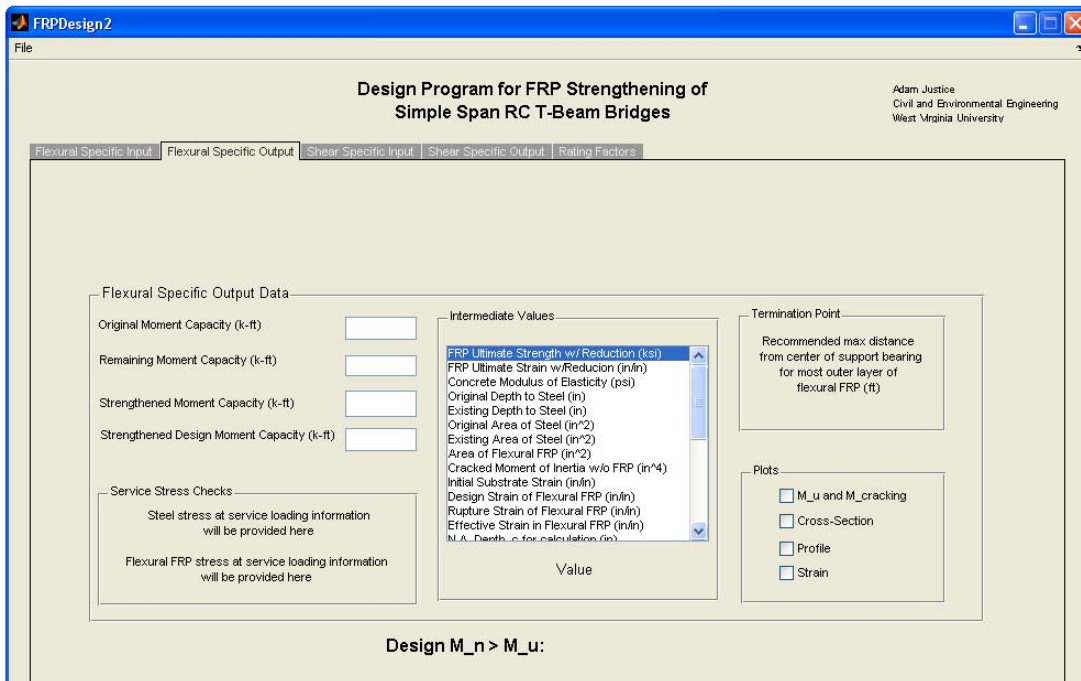 FRPDesign2
File
Design Program for FRP Strengthening of
Simple Span RC T-Beam Bridges
Adam Justice
Civil and Environmental Engineering
West Virginia University
Flexural Specific Input
Flexural Specific Output
Shear Specific Input
Shear Specific Output
Rating Factors
Flexural Specific Output Data
Original Moment Capacity (k-ft)
Remaining Moment Capacity (k-ft)
Strengthened Moment Capacity (k-ft)
Strengthened Design Moment Capacity (k-ft)
Service Stress Checks
Steel stress at service loading information
will be provided here
Flexural FRP stress at service loading information
will be provided here
Intermediate Values
FRP Ultimate Strength w/ Reduction (ksi)
FRP Ultimate Strain w/Reducion (in/in)
Concrete Modulus of Elasticity (psi)
Original Depth to Steel (in)
Existing Depth to Steel (in)
Original Area of Steel (in^2)
Existing Area of Steel (in^2)
Area of Flexural FRP (in^2)
Cracked Moment of Inertia w/o FRP (in^4)
Initial Substrate Strain (in/in)
Design Strain of Flexural FRP (in/in)
Rupture Strain of Flexural FRP (in/in)
Effective Strain in Flexural FRP (in/in)
N.A. Depth, c for calculation (in)
Value
Termination Point
Recommended max distance
from center of support bearing
for most outer layer of
flexural FRP (ft)
Plots
M_u and M_cracking
Cross-Section
Profile
Strain
Design M_n > M_u: